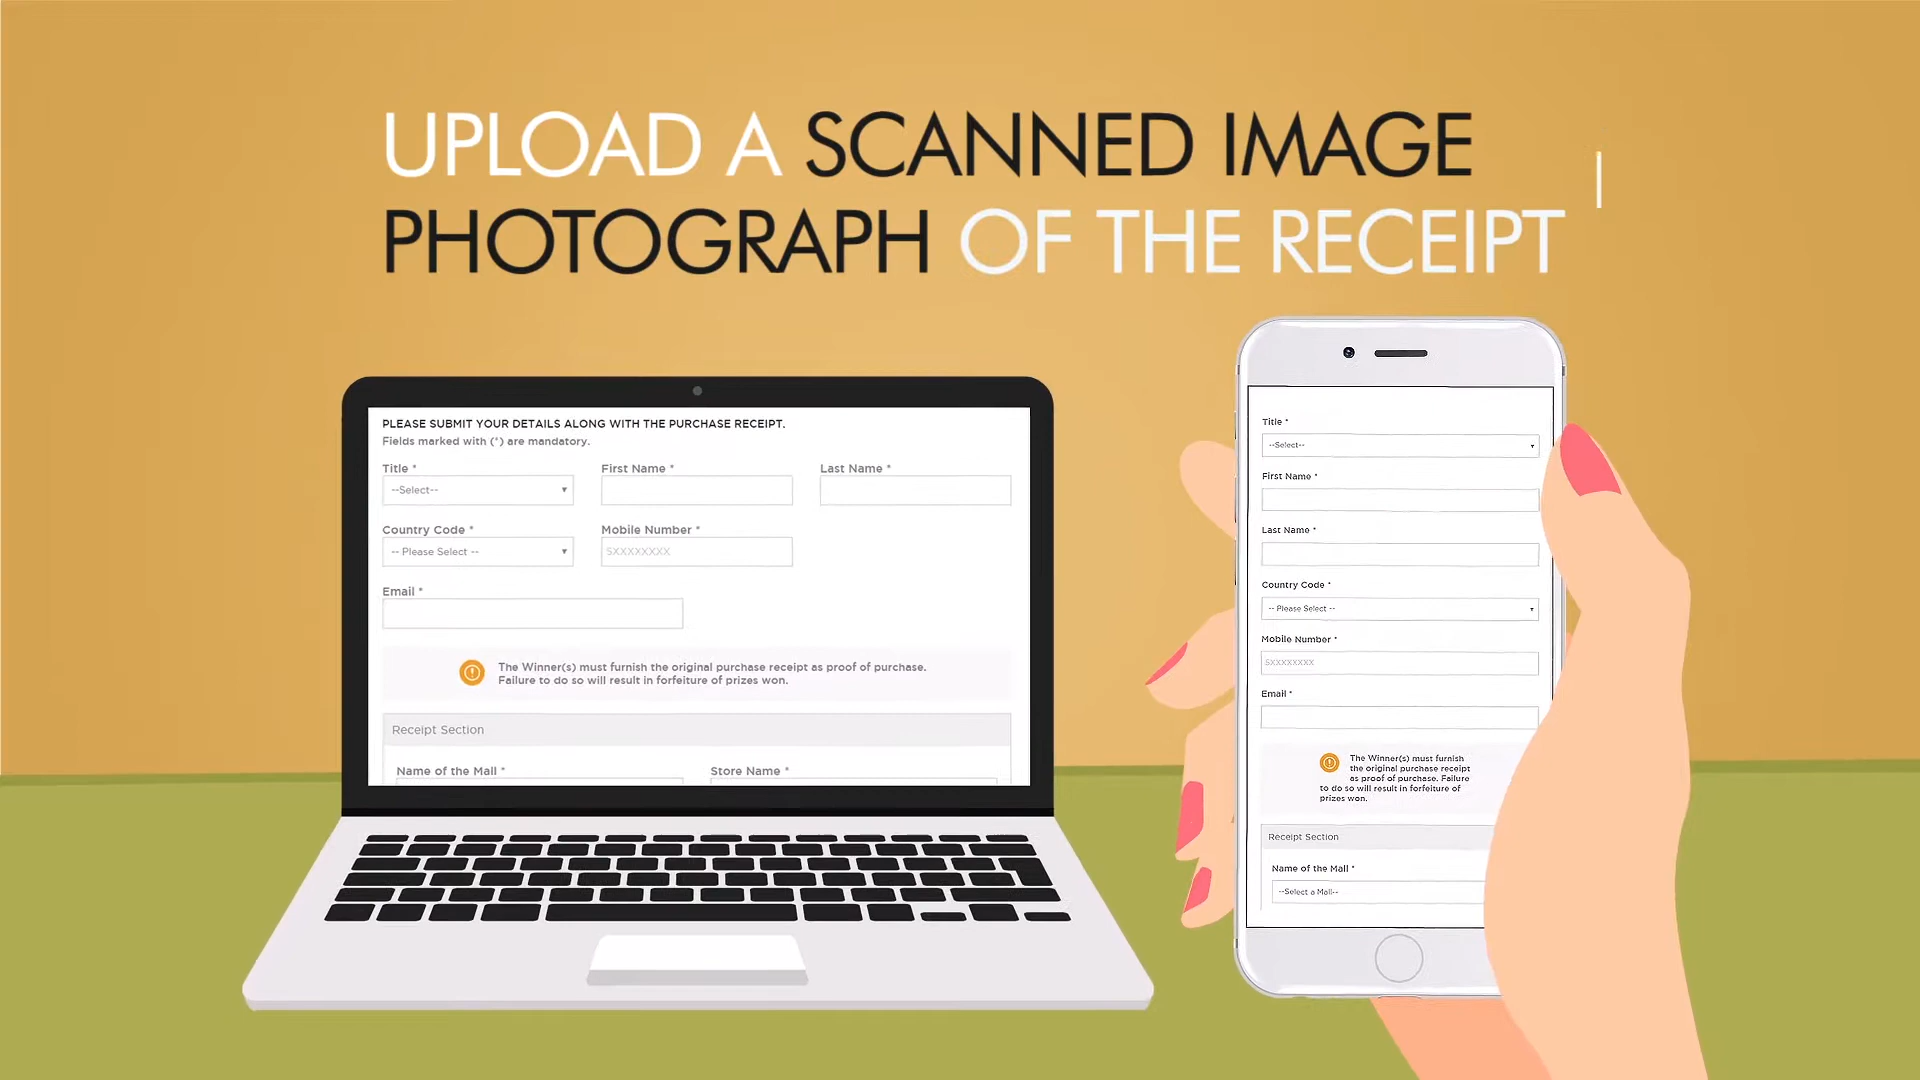 UPLOAD A SCANNED IMAGE
PHOTOGRAPH OF THE RECEIPT
PLEASE SUBMIT YOUR DETAILS ALONG WITH THE PURCHASE RECEIPT.
Fields marked with (*) are mandatory.
Title * First Name * Last Name *
--Select--
Country Code * Mobile Number *
-- Please Select -- 5XXXXXXXX
Email *
The Winner(s) must furnish the original purchase receipt as proof of purchase.
Failure to do so will result in forfeiture of prizes won.
Receipt Section
Name of the Mall * Store Name *
Title *
--Select--
First Name *
Last Name *
Country Code *
-- Please Select --
Mobile Number *
5XXXXXXXX
Email *
The Winner(s) must furnish
the original purchase receipt
as proof of purchase. Failure
to do so will result in forfeiture of
prizes won.
Receipt Section
Name of the Mall *
--Select a Mall--